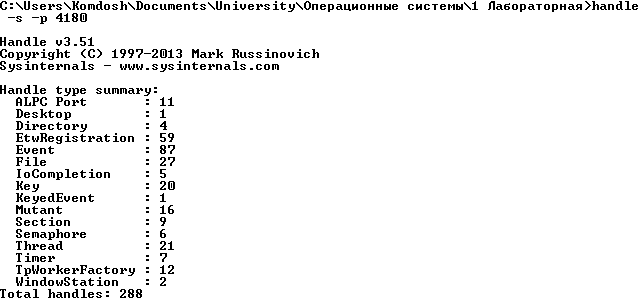 C:\Users\Komdosh\Documents\University\Операционные системы\1 Лабораторная>handle
 -s -p 4180

Handle v3.51
Copyright (C) 1997-2013 Mark Russinovich
Sysinternals - www.sysinternals.com

Handle type summary:
  ALPC Port       : 11
  Desktop         : 1
  Directory       : 4
  EtwRegistration : 59
  Event           : 87
  File            : 27
  IoCompletion    : 5
  Key             : 20
  KeyedEvent      : 1
  Mutant          : 16
  Section         : 9
  Semaphore       : 6
  Thread          : 21
  Timer           : 7
  TpWorkerFactory : 12
  WindowStation   : 2
Total handles: 288